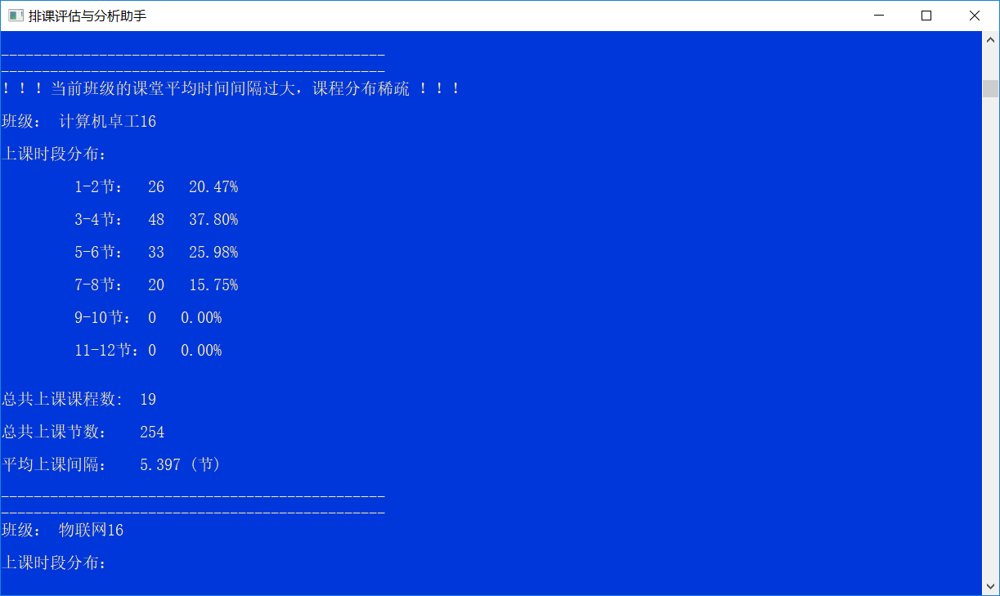 排课评估与分析助手
-----------------------------------------------
-----------------------------------------------
！！！当前班级的课堂平均时间间隔过大，课程分布稀疏 ！！！
班级： 计算机卓工16
上课时段分布：
1-2节： 26 20.47%
3-4节： 48 37.80%
5-6节： 33 25.98%
7-8节： 20 15.75%
9-10节： 0 0.00%
11-12节：0 0.00%
总共上课课程数: 19
总共上课节数： 254
平均上课间隔： 5.397 (节)
-----------------------------------------------
-----------------------------------------------
班级： 物联网16
上课时段分布：